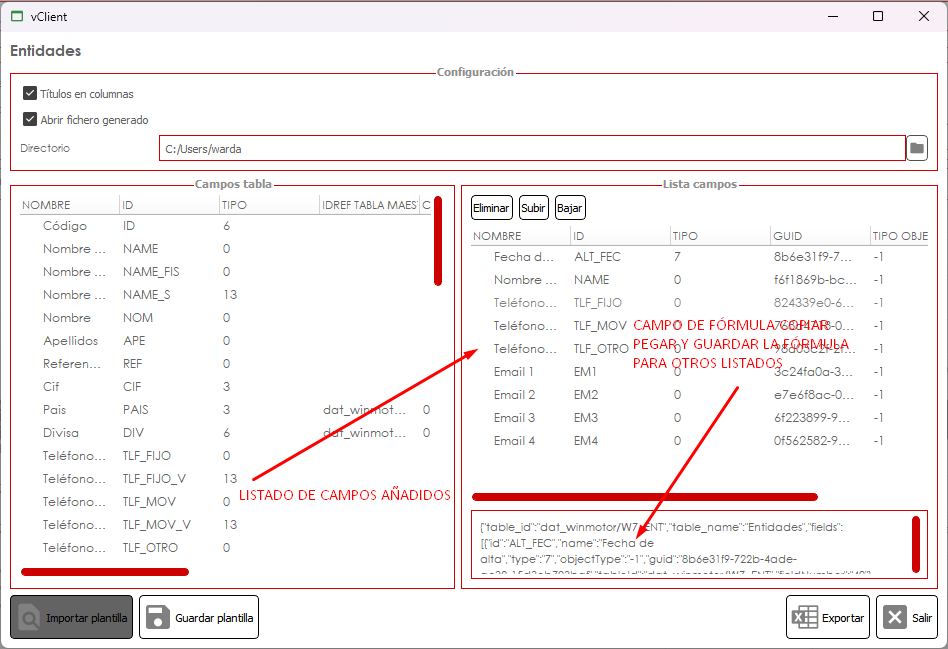 vClient
Entidades
Configuración
Títulos en columnas
Abrir fichero generado
Directorio C:/Users/warda
Campos tabla
NOMBRE ID TIPO IDREF TABLA MAES C
Código ID 6
Nombre ... NAME 0
Nombre ... NAME_FIS 0
Nombre ... NAME_S 13
Nombre NOM 0
Apellidos APE 0
Referen... REF 0
Cif CIF 3
Pais PAIS 3 dat_winmot... 0
Divisa DIV 6 dat_winmot... 0
Teléfono... TLF_FIJO 0
Teléfono... TLF_FIJO_V 13
Teléfono... TLF_MOV 0
Teléfono... TLF_MOV_V 13
Teléfono... TLF_OTRO 0
LISTADO DE CAMPOS AÑADIDOS
Lista campos
Eliminar Subir Bajar
NOMBRE ID TIPO GUID TIPO OBJE
Fecha d... ALT_FEC 7 8b6e31f9-7... -1
Nombre ... NAME 0 f6f1869b-bc... -1
Teléfono... TLF_FIJO 0 824339e0-6... -1
Teléfono... TLF_MOV 0 -1
Teléfono... TLF_OTRO 0 -1
Email 1 EM1 0 3c24fa0a-3... -1
Email 2 EM2 0 e7e6f8ac-0... -1
Email 3 EM3 0 6f223899-9... -1
Email 4 EM4 0 0f562582-9... -1
CAMPO DE FÓRMULA COPIAR
PEGAR Y GUARDAR LA FÓRMULA
PARA OTROS LISTADOS
{"table_id":"dat_winmotor/W7_ENT","table_name":"Entidades","fields":
[{"id":"ALT_FEC","name":"Fecha de
alta","type":"7","objectType":"-1","guid":"8b6e31f9-722b-4ade-
Importar plantilla
Guardar plantilla
Exportar
Salir